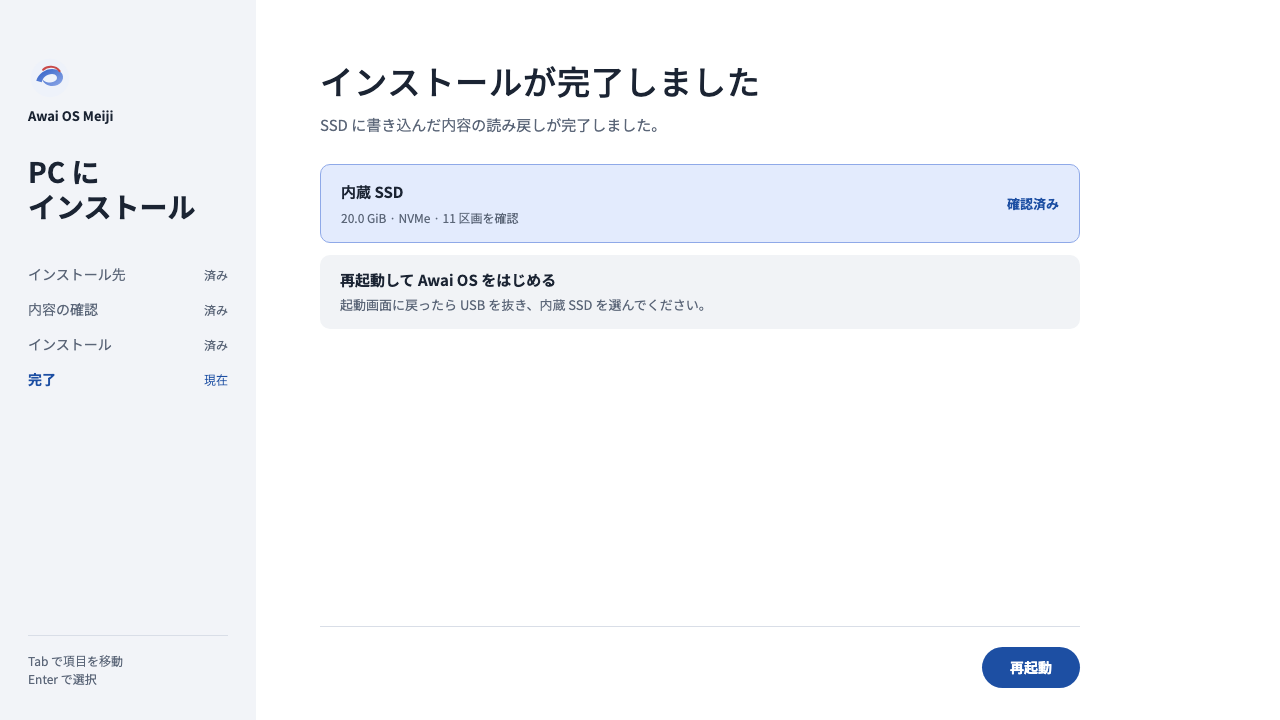 Awai OS Meiji
PC に
インストール
インストール先 済み
内容の確認 済み
インストール 済み
完了 現在
Tab で項目を移動
Enter で選択
インストールが完了しました
SSD に書き込んだ内容の読み戻しが完了しました。
内蔵 SSD
20.0 GiB · NVMe · 11 区画を確認
確認済み
再起動して Awai OS をはじめる
起動画面に戻ったら USB を抜き、内蔵 SSD を選んでください。
再起動